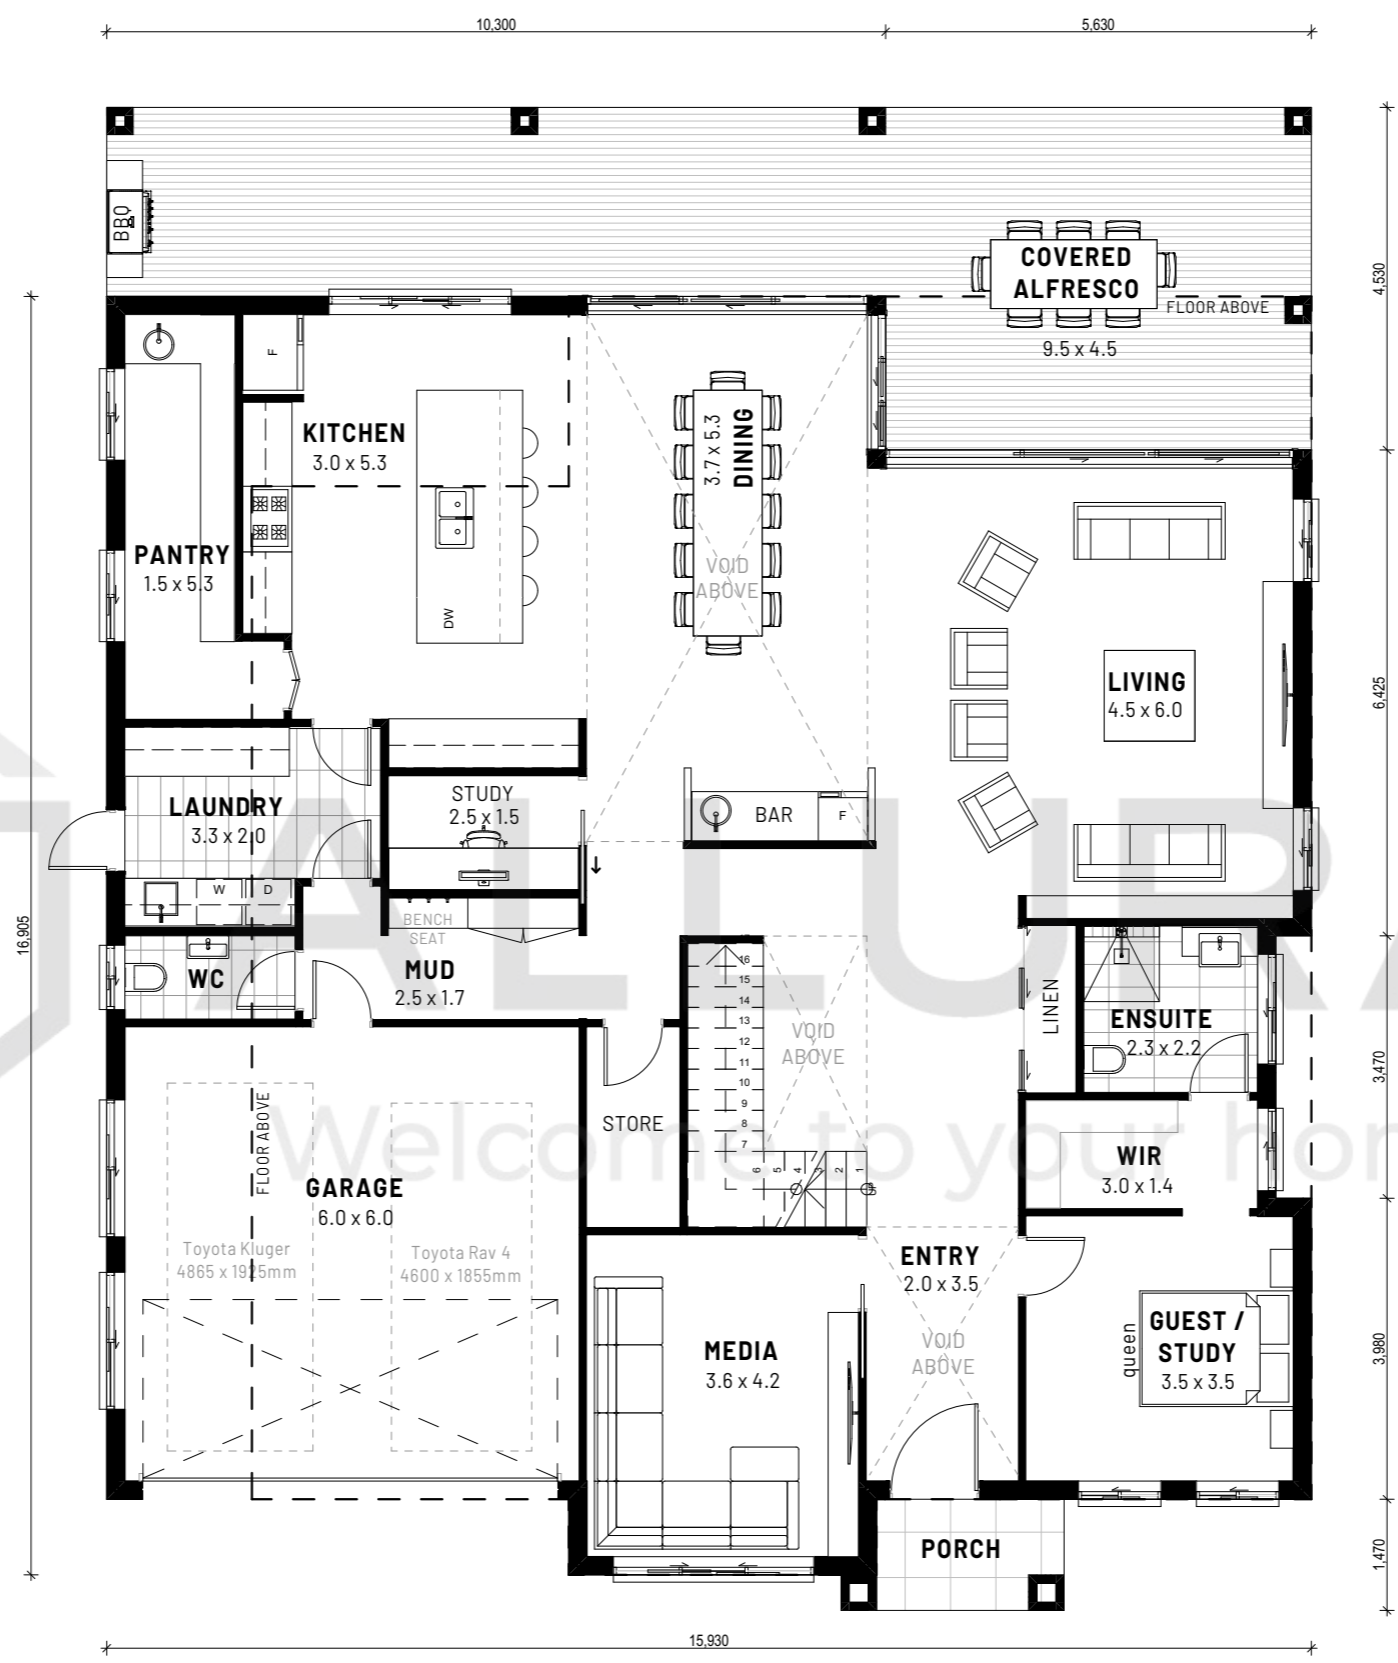 10,300
5,630
BBQ
COVERED
ALFRESCO
FLOOR ABOVE
9.5 x 4.5
4,530
F
KITCHEN
3.0 x 5.3
3.7 x 5.3
DINING
PANTRY
1.5 x 5.3
VOID
ABOVE
DW
LIVING
4.5 x 6.0
6,425
STUDY
2.5 x 1.5
LAUNDRY
3.3 x 2.0
BAR
F
W
D
BENCH
SEAT
16,905
WC
MUD
2.5 x 1.7
16
15
14
13
12
11
10
9
8
7
6
5
4
3
2
1
VOID
ABOVE
LINEN
ENSUITE
2.3 x 2.2
3,470
STORE
FLOOR ABOVE
WIR
3.0 x 1.4
GARAGE
6.0 x 6.0
Toyota Kluger
4865 x 1925mm
Toyota Rav 4
4600 x 1855mm
ENTRY
2.0 x 3.5
VOID
ABOVE
MEDIA
3.6 x 4.2
queen
GUEST /
STUDY
3.5 x 3.5
3,980
PORCH
1,470
15,930
ALLURA
Welcome to your hom